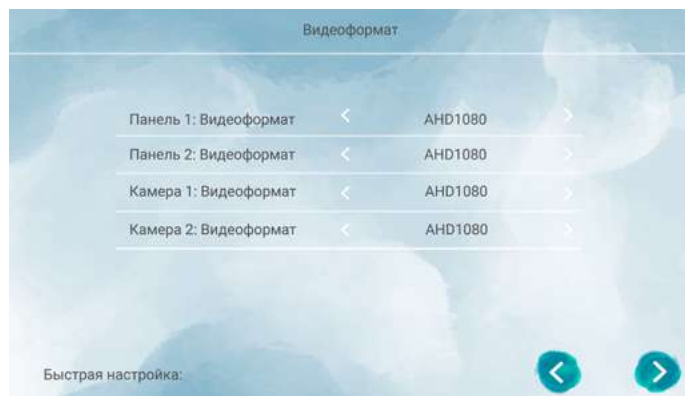 Видеоформат
Панель 1: Видеоформат < AHD1080 >
Панель 2: Видеоформат < AHD1080 >
Камера 1: Видеоформат < AHD1080 >
Камера 2: Видеоформат < AHD1080 >
Быстрая настройка: